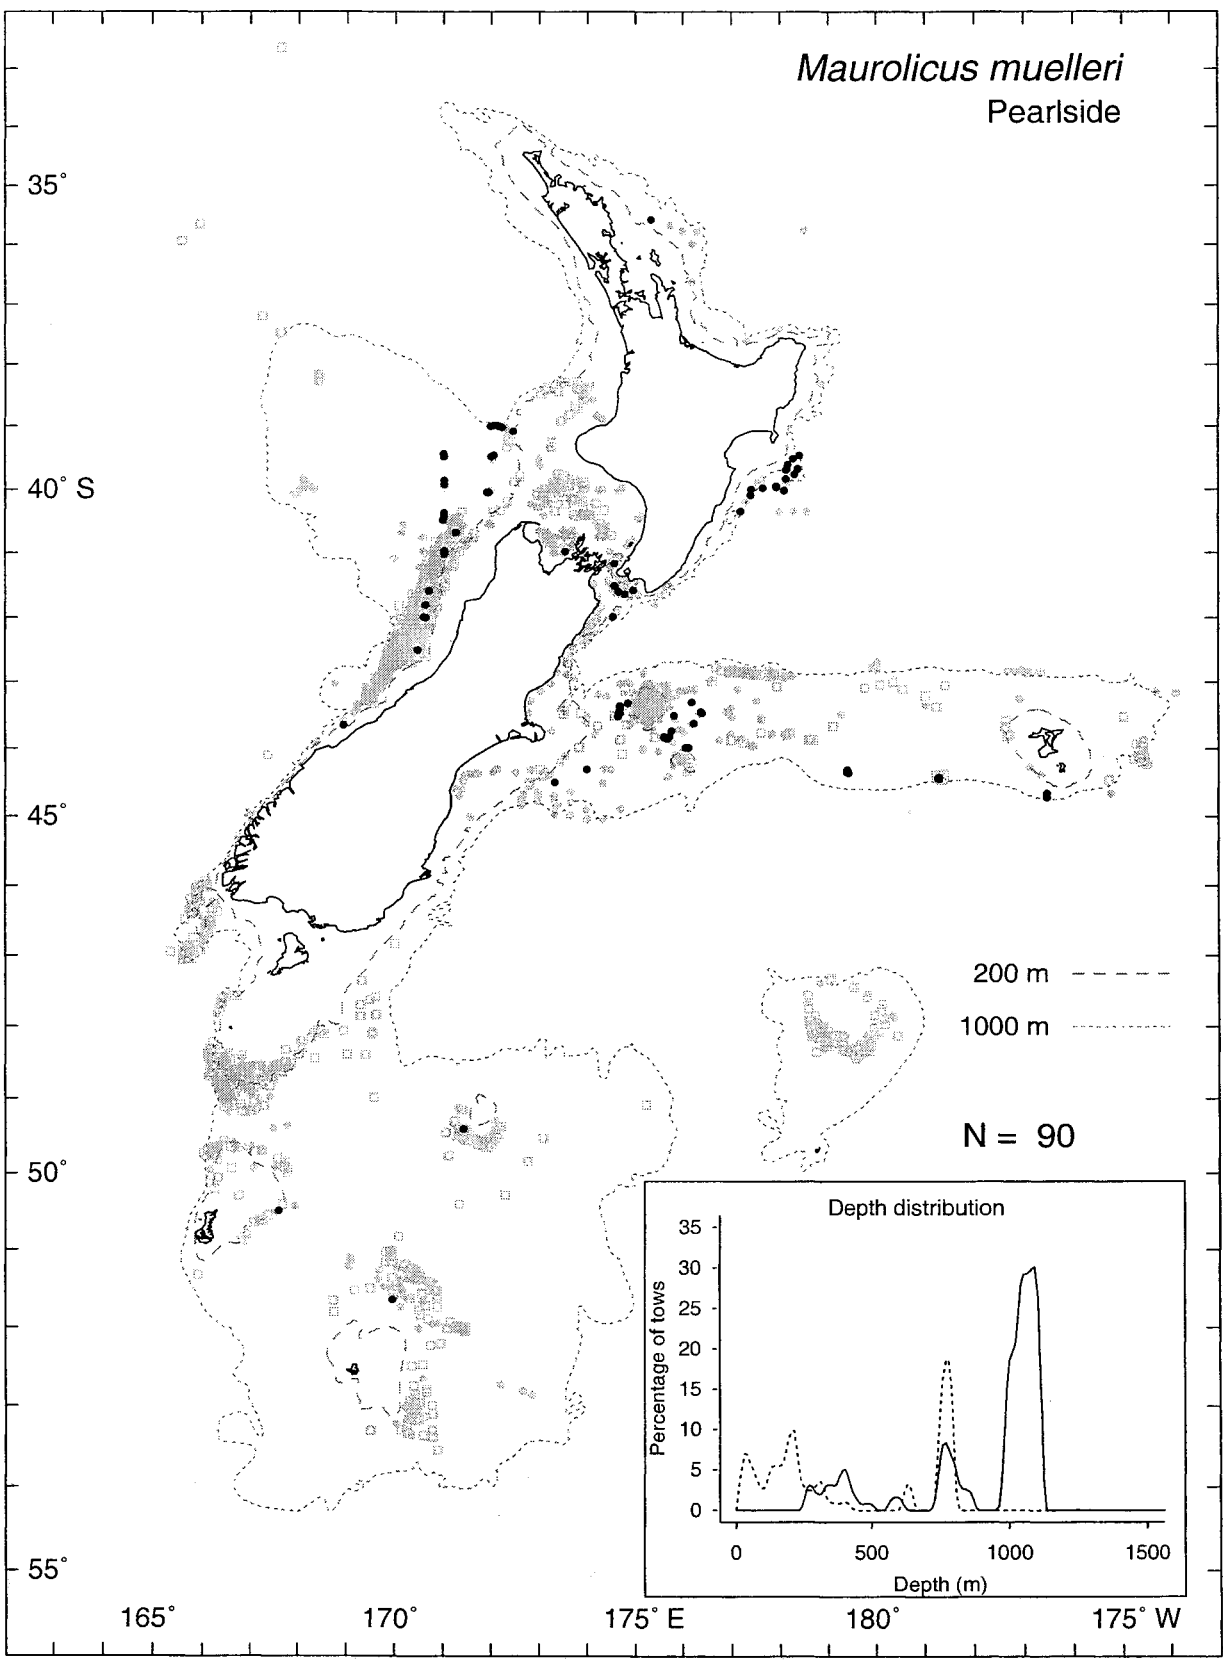 Maurolicus muelleri
Pearlside
35°
40° S
45°
50°
55°
200 m
1000 m
N = 90
Depth distribution
Percentage of tows
35
30
25
20
15
10
5
0
0 500 1000 1500
Depth (m)
165° 170° 175° E 180° 175° W